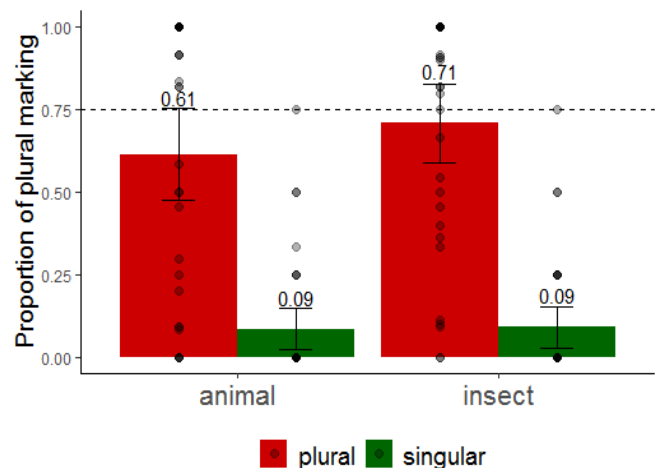 Proportion of plural marking
1.00
0.75
0.50
0.25
0.00
0.61
0.09
0.71
0.09
animal
insect
plural
singular